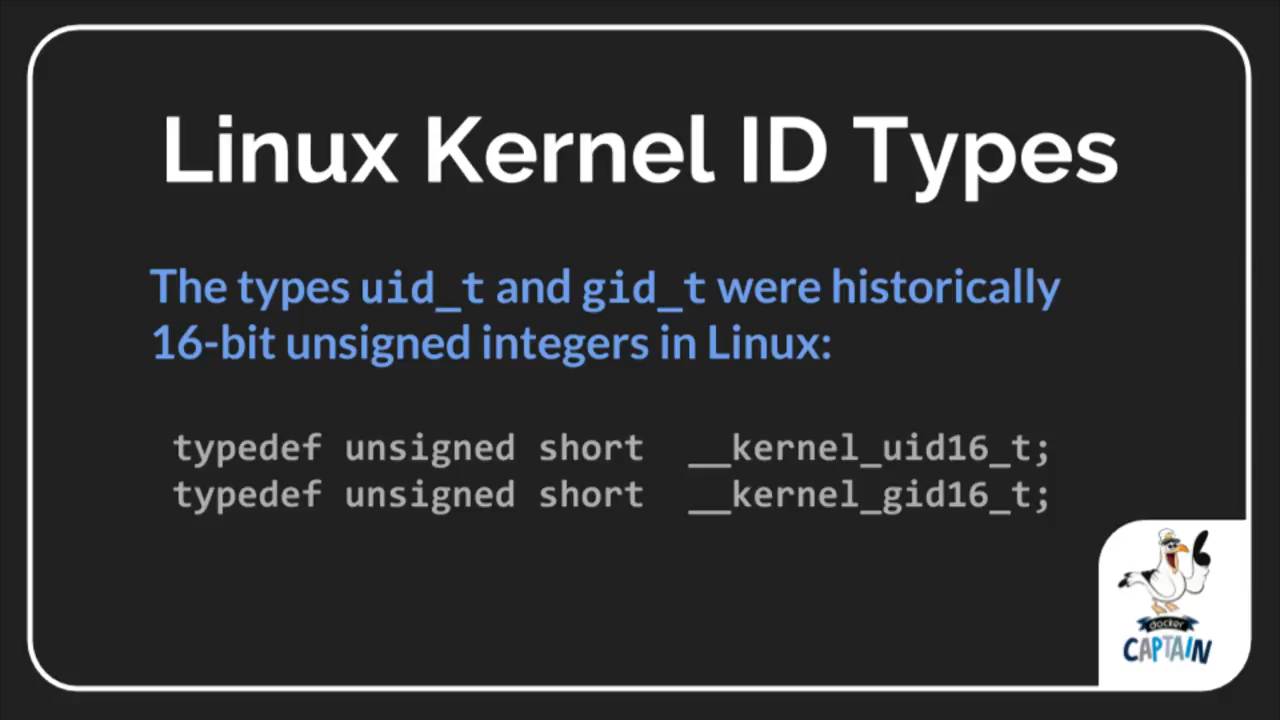 Linux Kernel ID Types
The types uid_t and gid_t were historically
16-bit unsigned integers in Linux:
typedef unsigned short  __kernel_uid16_t;
typedef unsigned short  __kernel_gid16_t;
docker
CAPTAIN